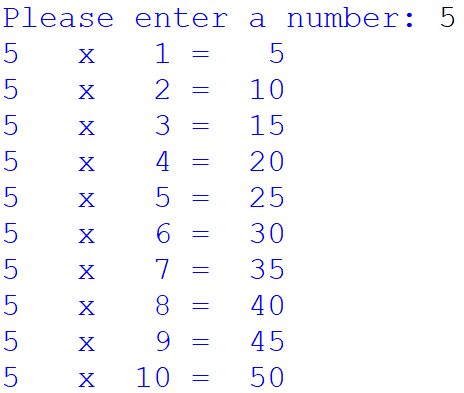 Please enter a number: 5
5   x   1 =   5
5   x   2 =  10
5   x   3 =  15
5   x   4 =  20
5   x   5 =  25
5   x   6 =  30
5   x   7 =  35
5   x   8 =  40
5   x   9 =  45
5   x  10 =  50